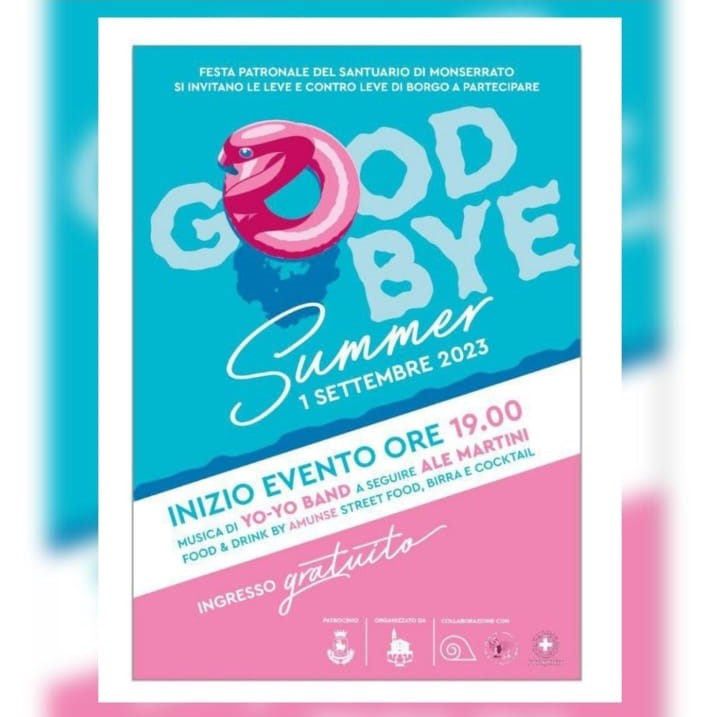 FESTA PATRONALE DEL SANTUARIO DI MONSERRATO
SI INVITANO LE LEVE E CONTRO LEVE DI BORGO A PARTECIPARE
GOOD
BYE
Summer
1 SETTEMBRE 2023
INIZIO EVENTO ORE 19.00
MUSICA DI YO-YO BAND A SEGUIRE ALE MARTINI
FOOD & DRINK BY AMUNSE STREET FOOD, BIRRA E COCKTAIL
INGRESSO gratuito
PATROCINIO
ORGANIZZATO DA
COLLABORAZIONE CON